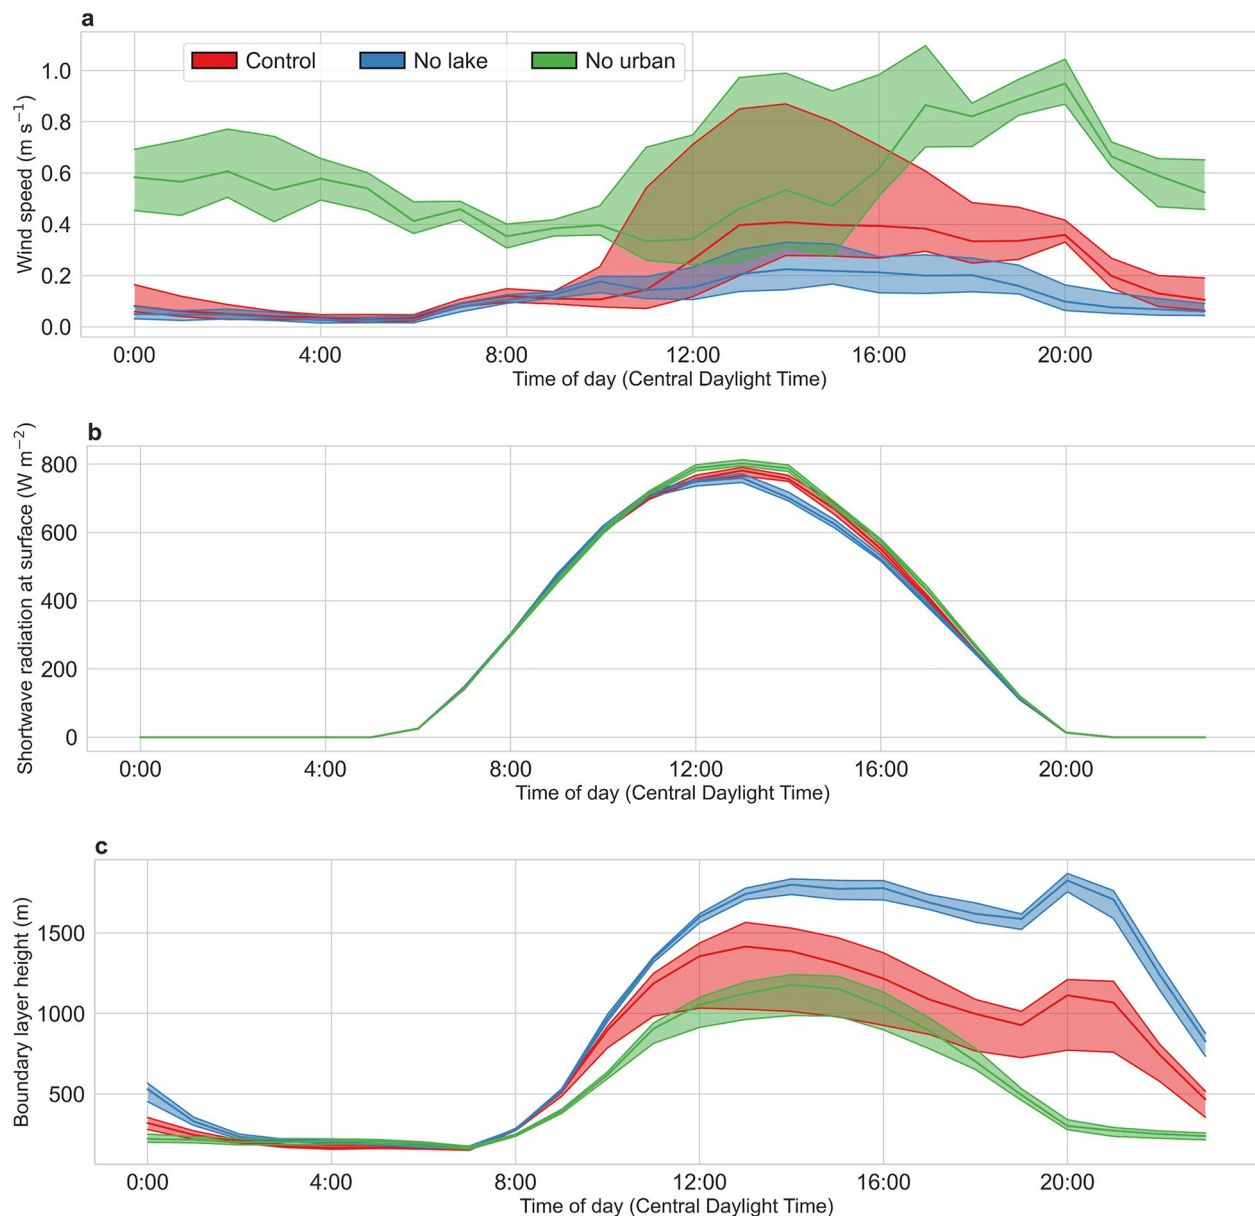 a
Control No lake No urban
Wind speed (m s⁻¹)
1.0
0.8
0.6
0.4
0.2
0.0
0:00 4:00 8:00 12:00 16:00 20:00
Time of day (Central Daylight Time)
b
Shortwave radiation at surface (W m⁻²)
800
600
400
200
0
0:00 4:00 8:00 12:00 16:00 20:00
Time of day (Central Daylight Time)
c
Boundary layer height (m)
1500
1000
500
0:00 4:00 8:00 12:00 16:00 20:00
Time of day (Central Daylight Time)